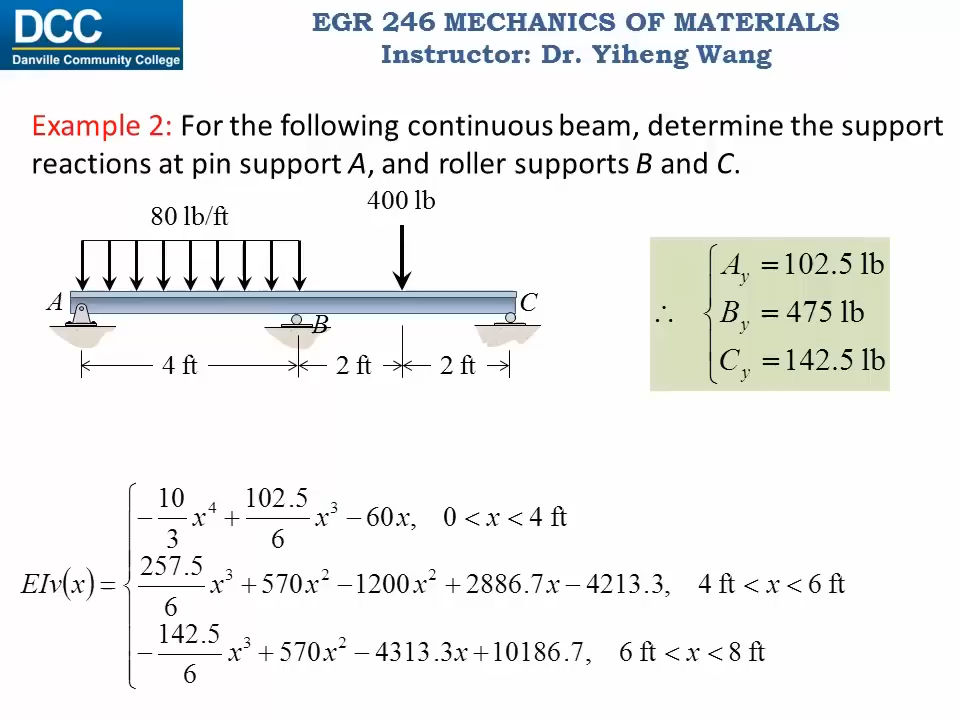 DCC
Danville Community College
EGR 246 MECHANICS OF MATERIALS
Instructor: Dr. Yiheng Wang
Example 2: For the following continuous beam, determine the support
reactions at pin support A, and roller supports B and C.
400 lb
80 lb/ft
A
B
C
4 ft
2 ft
2 ft
∴ { A_y = 102.5 lb
B_y = 475 lb
C_y = 142.5 lb
EIv(x) = { -10/3 x^4 + 102.5/6 x^3 - 60x, 0 < x < 4 ft
257.5/6 x^3 + 570x^2 - 1200x^2 + 2886.7x - 4213.3, 4 ft < x < 6 ft
-142.5/6 x^3 + 570x^2 - 4313.3x + 10186.7, 6 ft < x < 8 ft